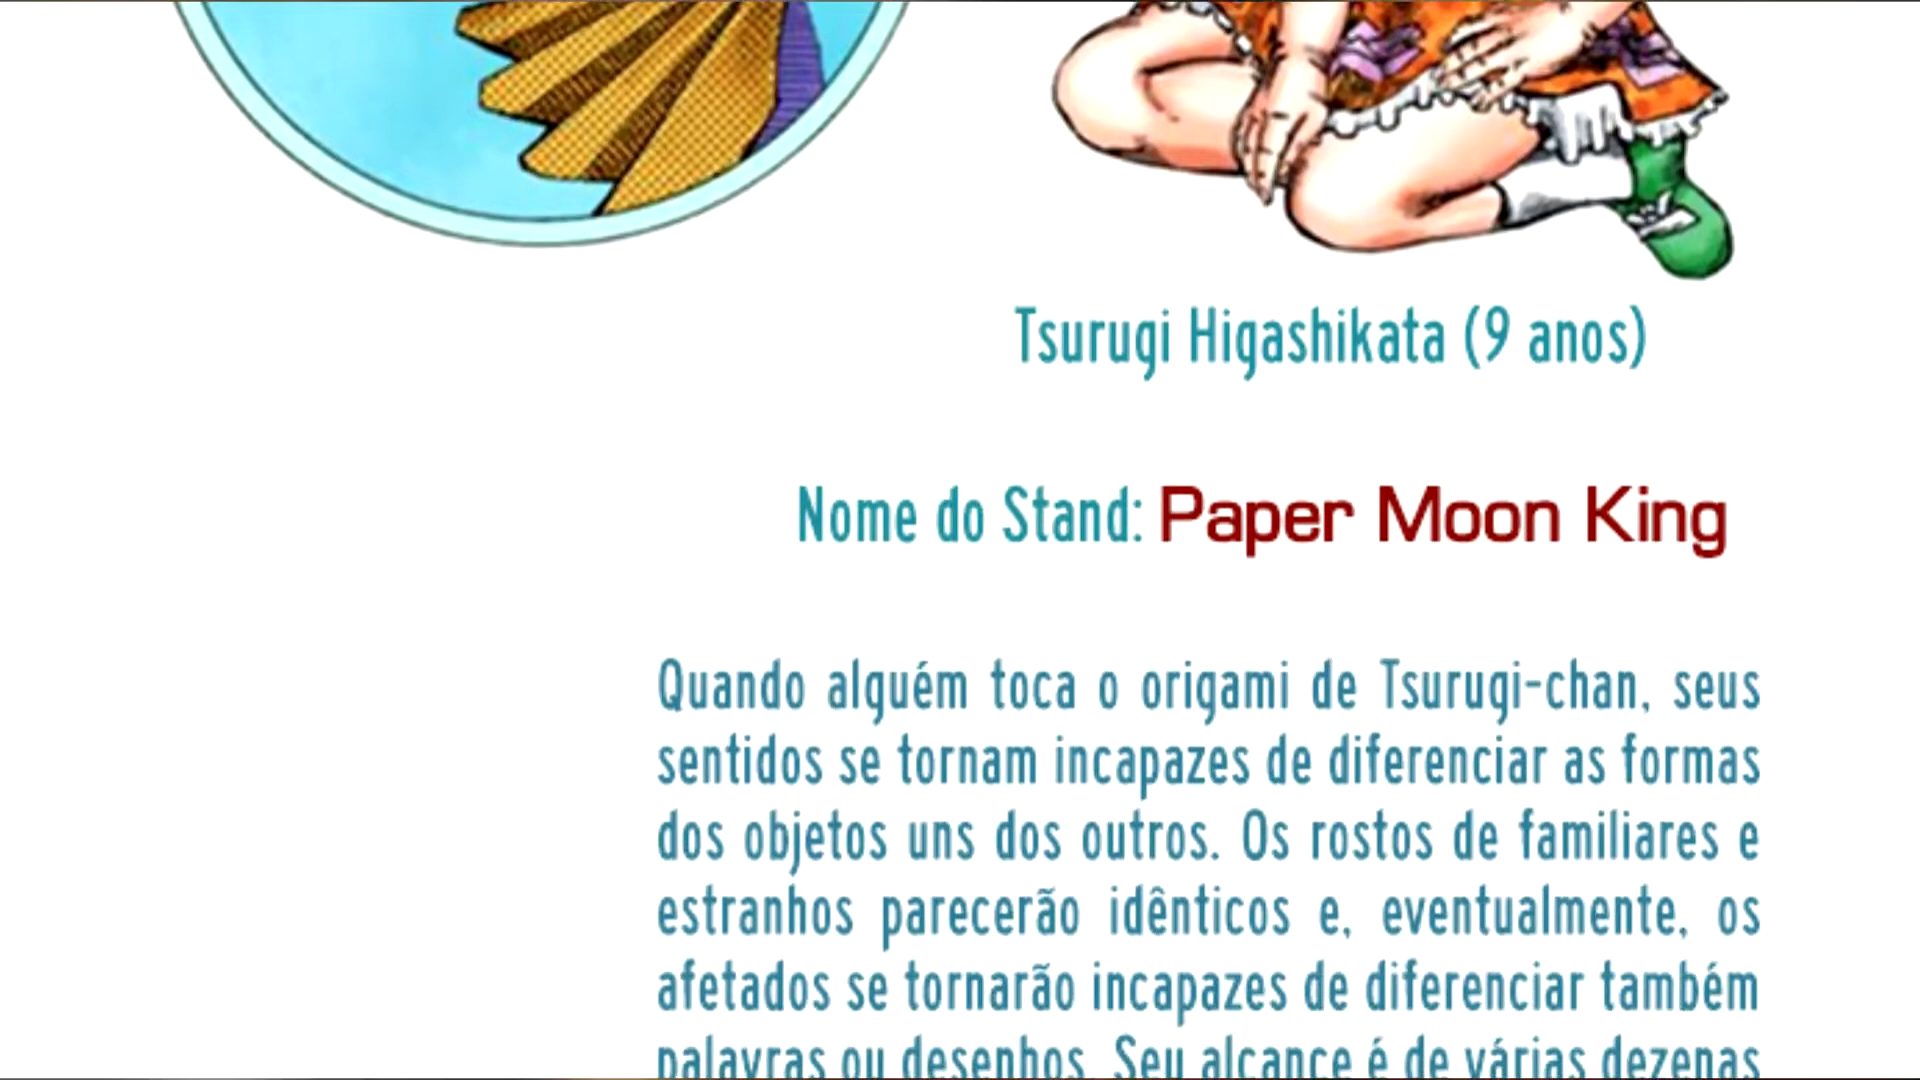 Tsurugi Higashikata (9 anos)
Nome do Stand: Paper Moon King
Quando alguém toca o origami de Tsurugi-chan, seus
sentidos se tornam incapazes de diferenciar as formas
dos objetos uns dos outros. Os rostos de familiares e
estranhos parecerão idênticos e, eventualmente, os
afetados se tornarão incapazes de diferenciar também
palavras ou desenhos. Seu alcance é de várias dezenas